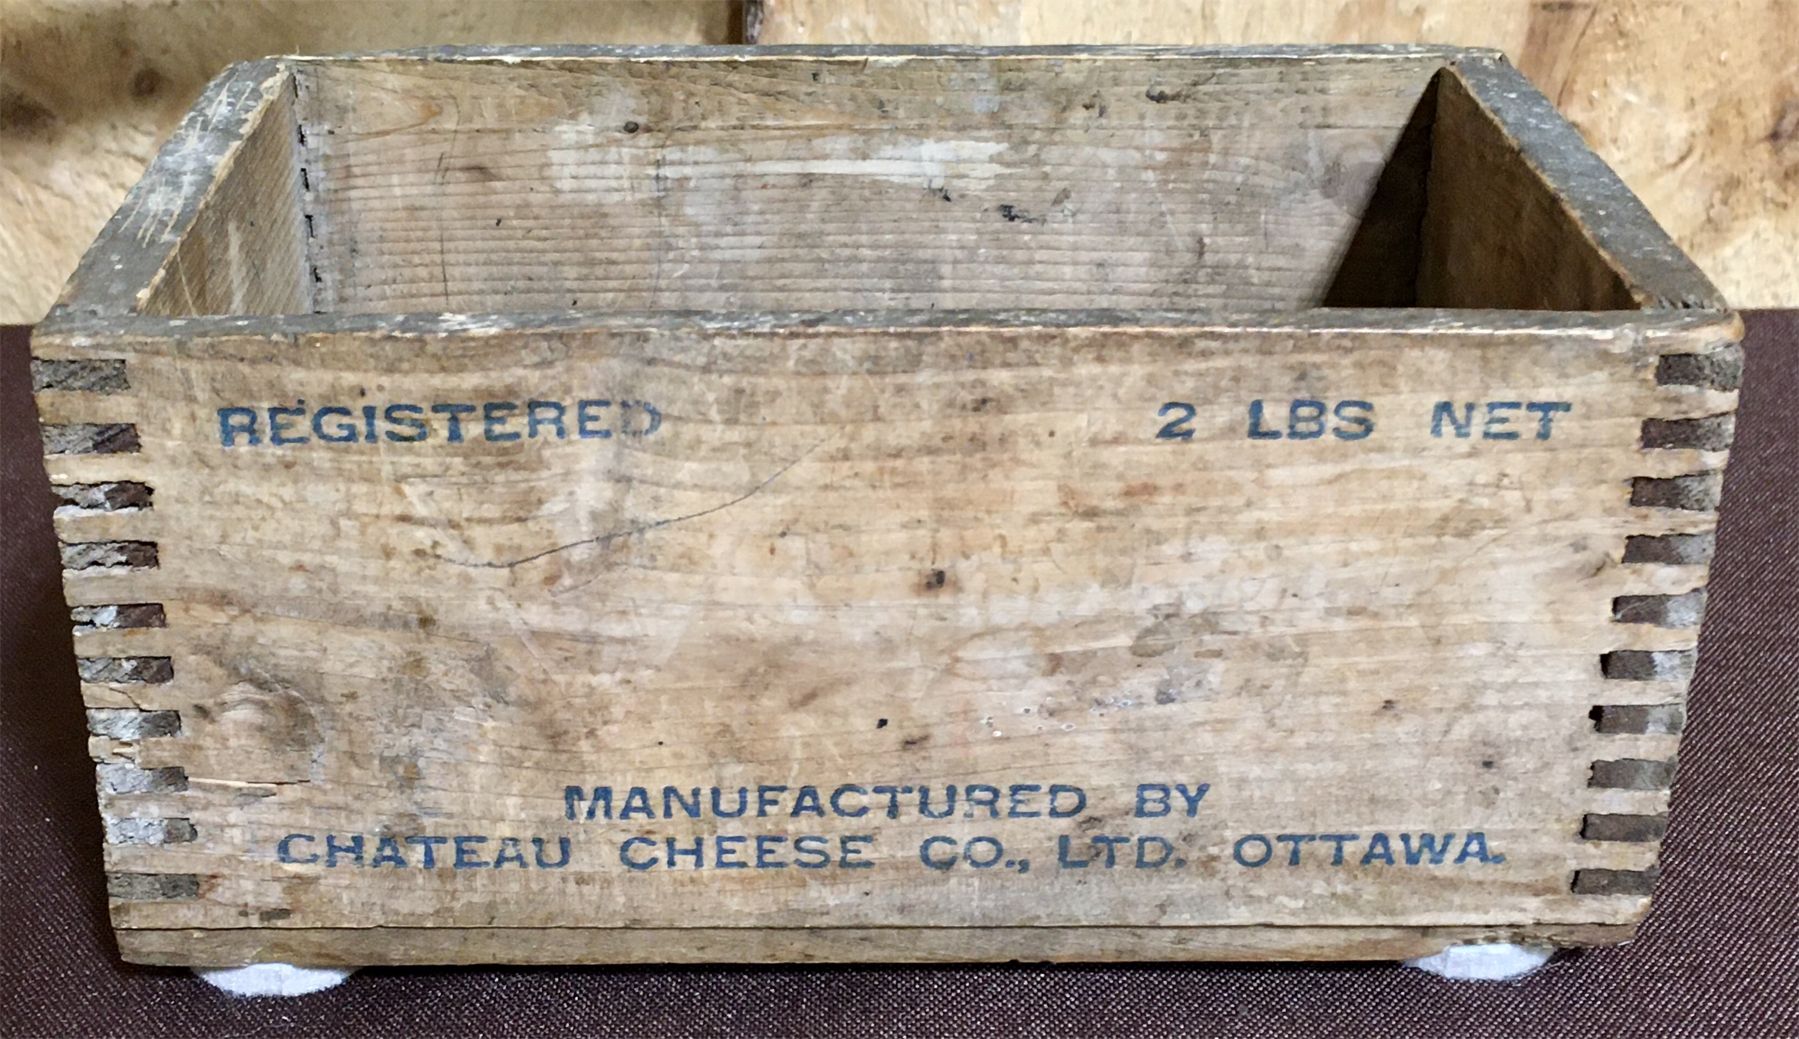 REGISTERED 2 LBS NET
MANUFACTURED BY
CHATEAU CHEESE CO., LTD. OTTAWA.